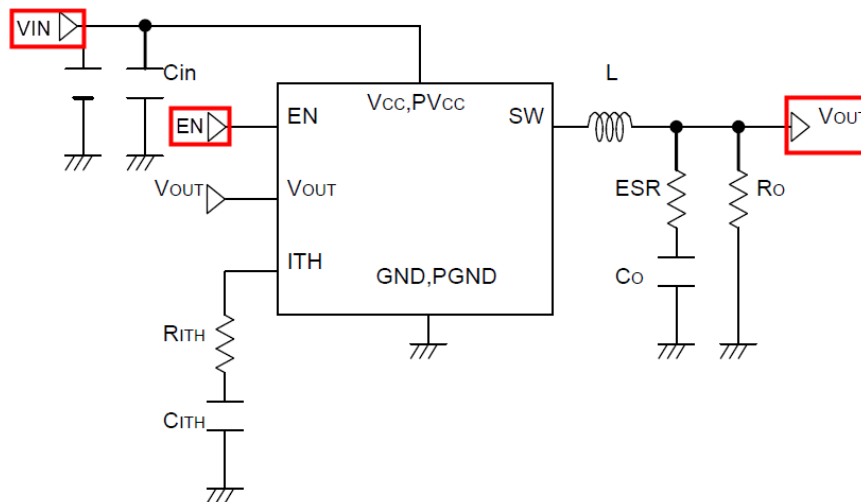 VIN
Cin
L
VCC,PVCC
EN
EN
SW
VOUT
VOUT
VOUT
ESR
RO
ITH
GND,PGND
CO
RITH
CITH